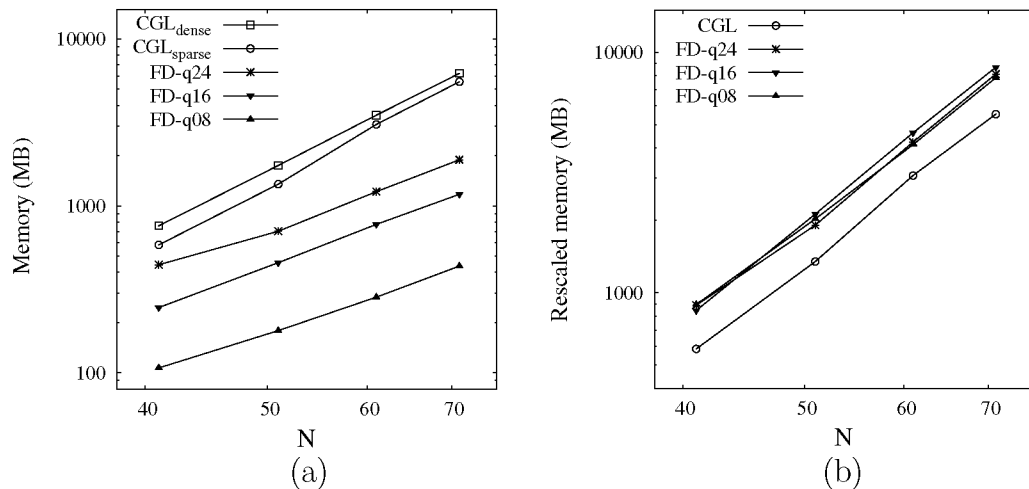 CGL_dense
CGL_sparse
FD-q24
FD-q16
FD-q08
10000
1000
100
Memory (MB)
40
50
60
70
N
(a)
CGL
FD-q24
FD-q16
FD-q08
10000
1000
Rescaled memory (MB)
40
50
60
70
N
(b)